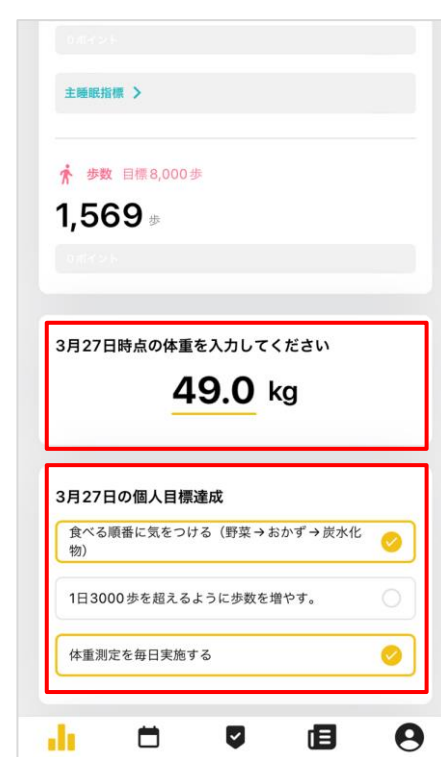 0ポイント
主睡眠指標
歩数 目標8,000歩
1,569 歩
0ポイント
3月27日時点の体重を入力してください
49.0 kg
3月27日の個人目標達成
食べる順番に気をつける（野菜→おかず→炭水化
物）
1日3000歩を超えるように歩数を増やす。
体重測定を毎日実施する